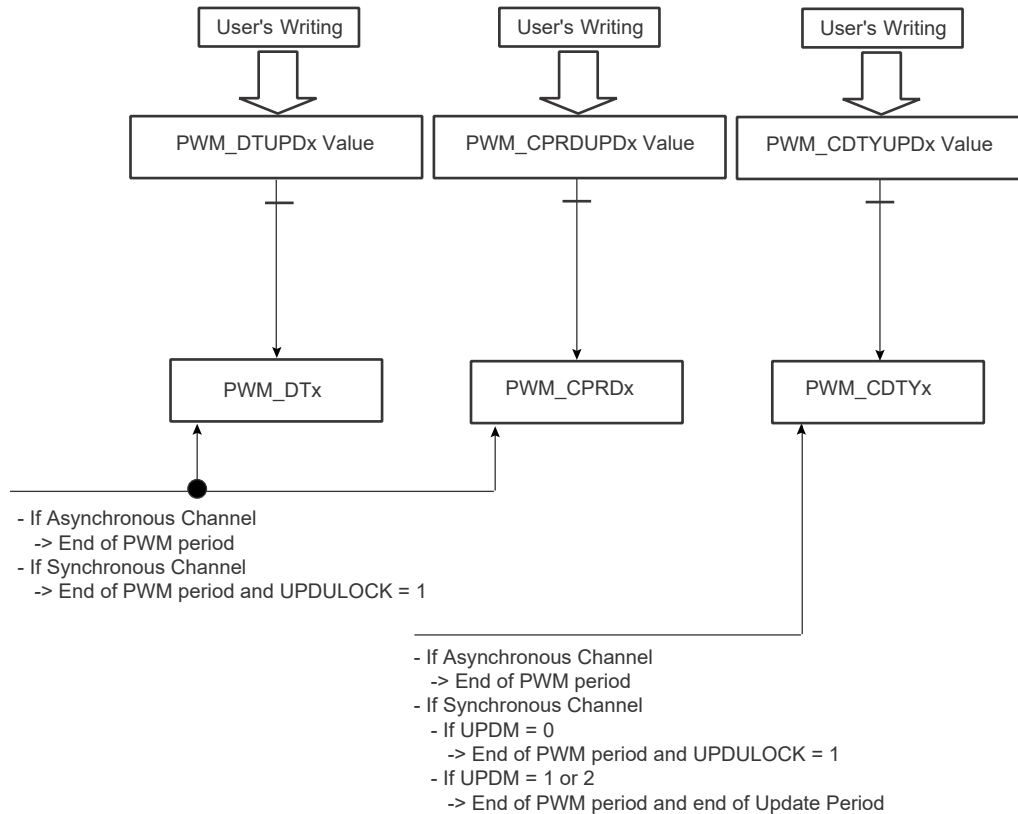 User's Writing
User's Writing
User's Writing
PWM_DTUPDx Value
PWM_CPRDUPDx Value
PWM_CDTYUPDx Value
PWM_DTx
PWM_CPRDx
PWM_CDTYx
- If Asynchronous Channel
-> End of PWM period
- If Synchronous Channel
-> End of PWM period and UPDULOCK = 1
- If Asynchronous Channel
-> End of PWM period
- If Synchronous Channel
- If UPDM = 0
-> End of PWM period and UPDULOCK = 1
- If UPDM = 1 or 2
-> End of PWM period and end of Update Period